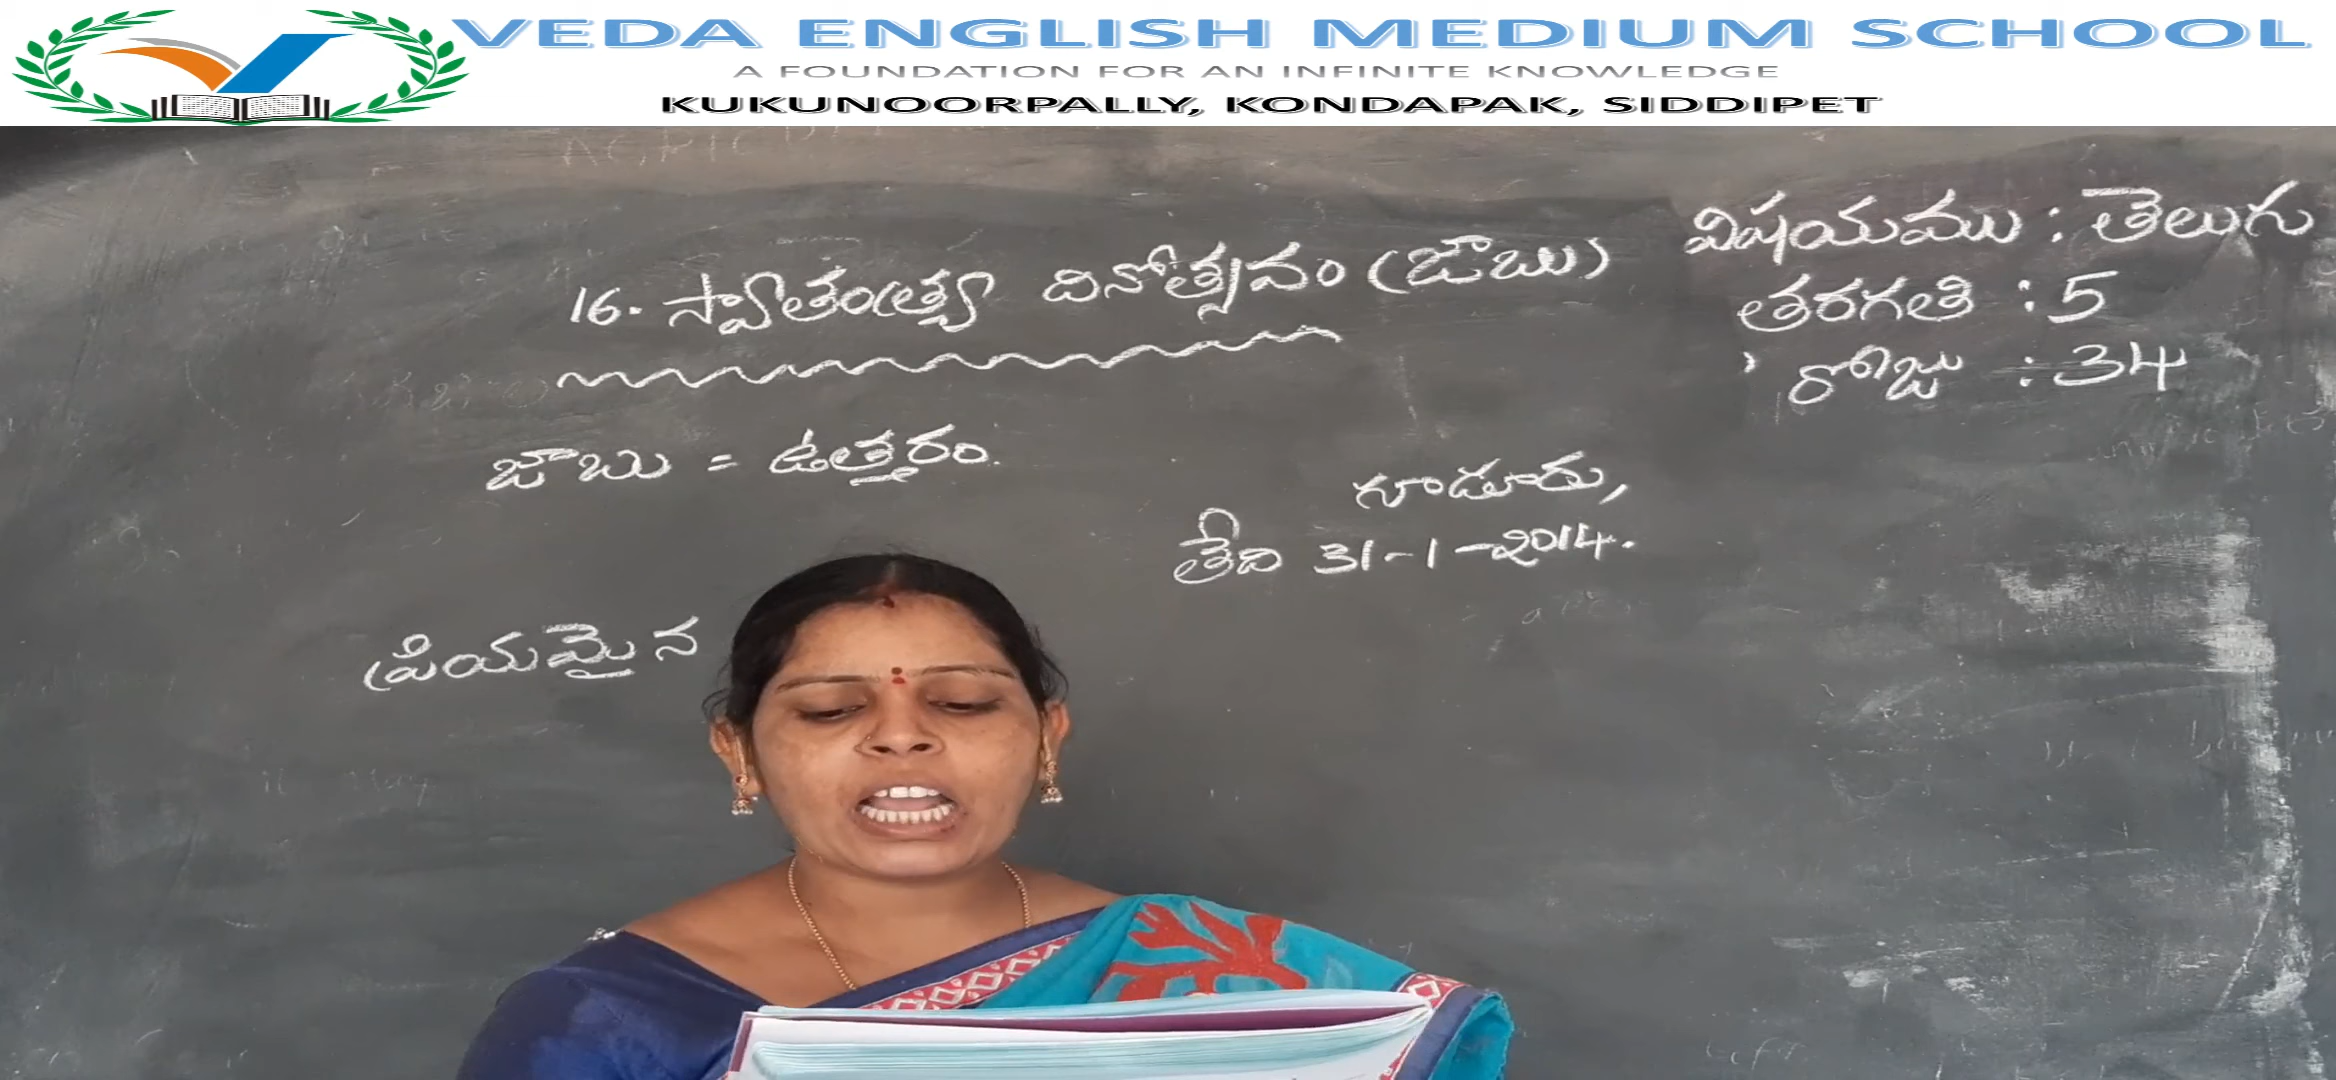 VEDA ENGLISH MEDIUM SCHOOL
A FOUNDATION FOR AN INFINITE KNOWLEDGE
KUKUNOORPALLY, KONDAPAK, SIDDIPET
విషయము : తెలుగు
తరగతి : 5
రోజు : 34
16. స్వాతంత్ర్య దినోత్సవం (జాబు)
జాబు = ఉత్తరం.
గూడూరు,
తేది 31-1-2014.
ప్రియమైన